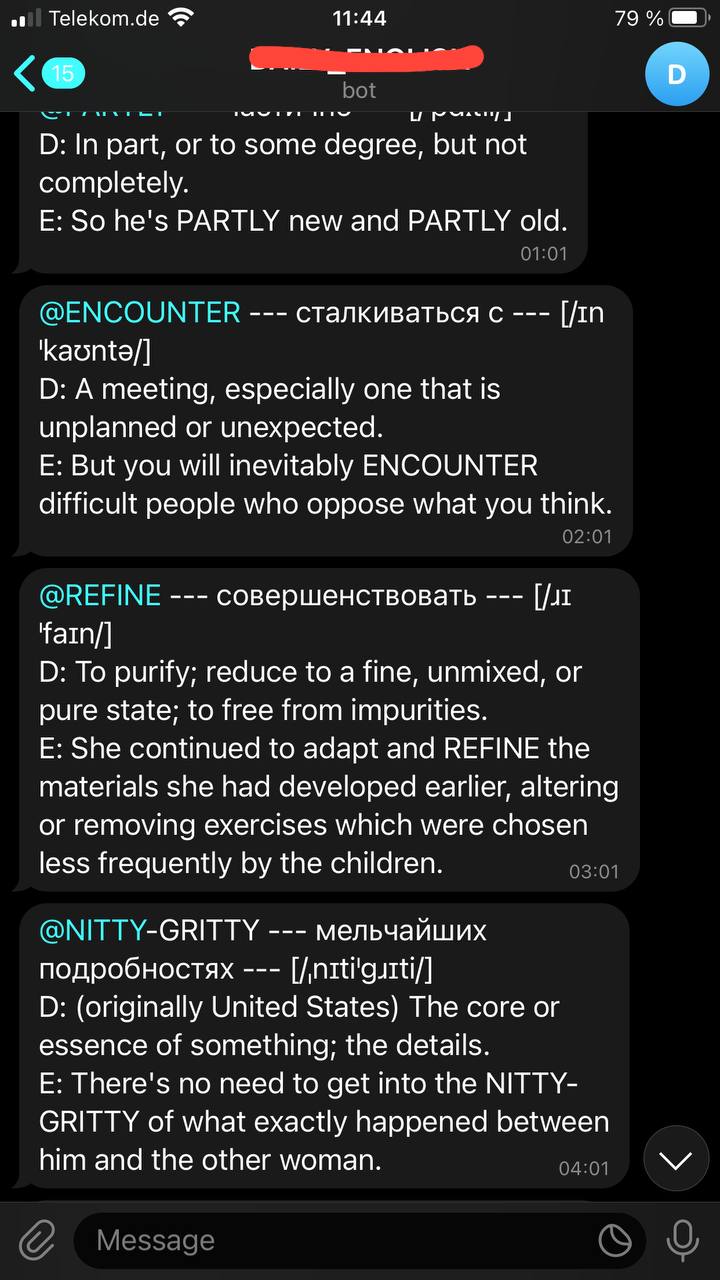 Telekom.de 11:44 79 %
15
bot
D
D: In part, or to some degree, but not
completely.
E: So he's PARTLY new and PARTLY old.
01:01
@ENCOUNTER --- сталкиваться с --- [/ɪn
ˈkaʊntə/]
D: A meeting, especially one that is
unplanned or unexpected.
E: But you will inevitably ENCOUNTER
difficult people who oppose what you think.
02:01
@REFINE --- совершенствовать --- [/ɹɪ
ˈfaɪn/]
D: To purify; reduce to a fine, unmixed, or
pure state; to free from impurities.
E: She continued to adapt and REFINE the
materials she had developed earlier, altering
or removing exercises which were chosen
less frequently by the children.
03:01
@NITTY-GRITTY --- мельчайших
подробностях --- [/ˌnɪtiˈgɹɪti/]
D: (originally United States) The core or
essence of something; the details.
E: There's no need to get into the NITTY-
GRITTY of what exactly happened between
him and the other woman.
04:01
Message